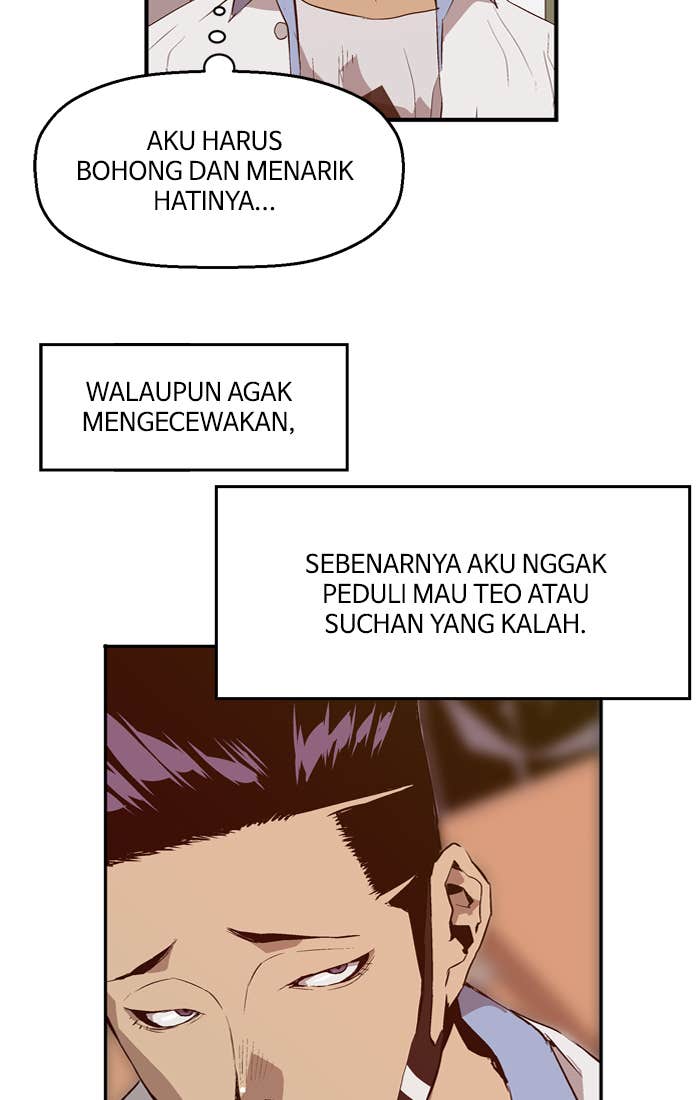 AKU HARUS
BOHONG DAN MENARIK
HATINYA...
WALAUPUN AGAK
MENGECEWAKAN,
SEBENARNYA AKU NGGAK
PEDULI MAU TEO ATAU
SUCHAN YANG KALAH.